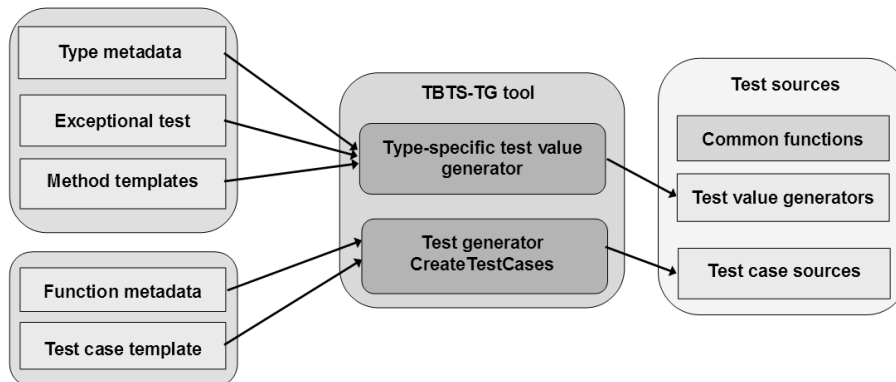 Type metadata
Exceptional test
Method templates
Function metadata
Test case template
TBTS-TG tool
Type-specific test value
generator
Test generator
CreateTestCases
Test sources
Common functions
Test value generators
Test case sources